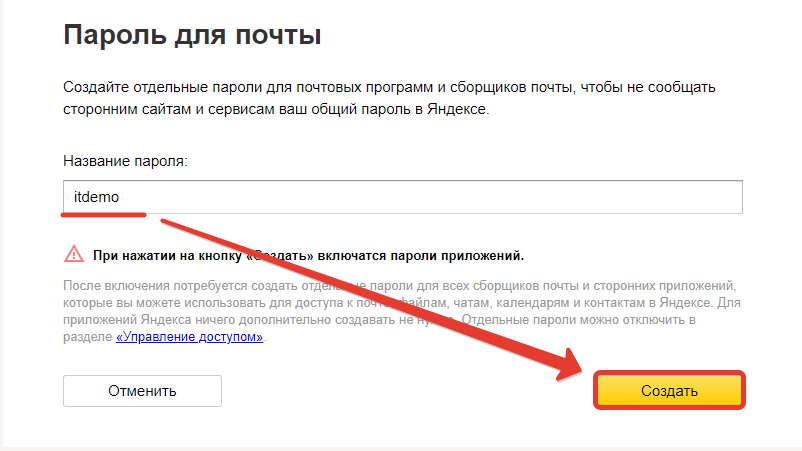 Пароль для почты
Создайте отдельные пароли для почтовых программ и сборщиков почты, чтобы не сообщать
сторонним сайтам и сервисам ваш общий пароль в Яндексе.
Название пароля:
itdemo
При нажатии на кнопку «Создать» включатся пароли приложений.
После включения потребуется создать отдельные пароли для всех сборщиков почты и сторонних приложений,
которые вы можете использовать для доступа к почте, файлам, чатам, календарям и контактам в Яндексе. Для
приложений Яндекса ничего дополнительно создавать не нужно. Отдельные пароли можно отключить в
разделе «Управление доступом».
Отменить
Создать